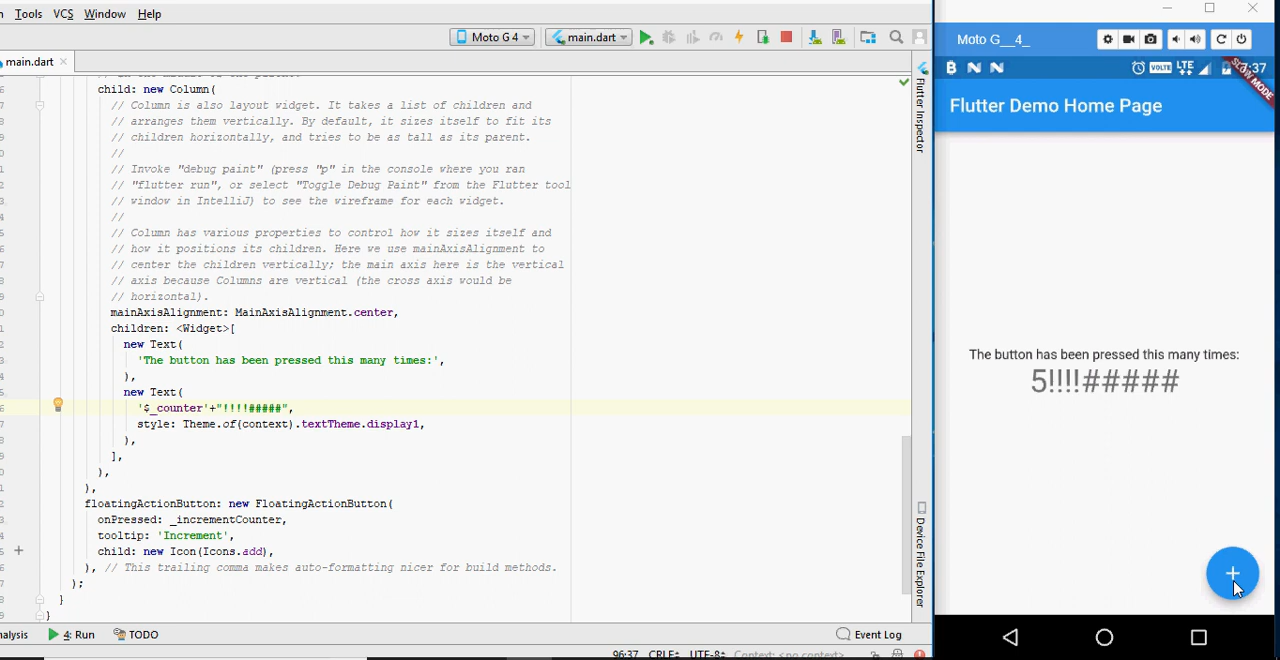 Tools VCS Window Help
Moto G 4 main.dart
main.dart
child: new Column(
// Column is also layout widget. It takes a list of children and
// arranges them vertically. By default, it sizes itself to fit its
// children horizontally, and tries to be as tall as its parent.
//
// Invoke "debug paint" (press "p" in the console where you ran
// "flutter run", or select "Toggle Debug Paint" from the Flutter tool
// window in IntelliJ) to see the wireframe for each widget.
//
// Column has various properties to control how it sizes itself and
// how it positions its children. Here we use mainAxisAlignment to
// center the children vertically; the main axis here is the vertical
// axis because Columns are vertical (the cross axis would be
// horizontal).
mainAxisAlignment: MainAxisAlignment.center,
children: <Widget>[
new Text(
'The button has been pressed this many times:',
),
new Text(
'$_counter'+"!!!!#####",
style: Theme.of(context).textTheme.display1,
),
],
),
),
floatingActionButton: new FloatingActionButton(
onPressed: _incrementCounter,
tooltip: 'Increment',
child: new Icon(Icons.add),
), // This trailing comma makes auto-formatting nicer for build methods.
);
}
}
Flutter Inspector
Device File Explorer
nalysis 4: Run TODO Event Log
96:37 CRLF UTF-8 Context: <no context>
Moto G__4_
VOLTE LTE 7:37
SLOW MODE
Flutter Demo Home Page
The button has been pressed this many times:
5!!!!#####